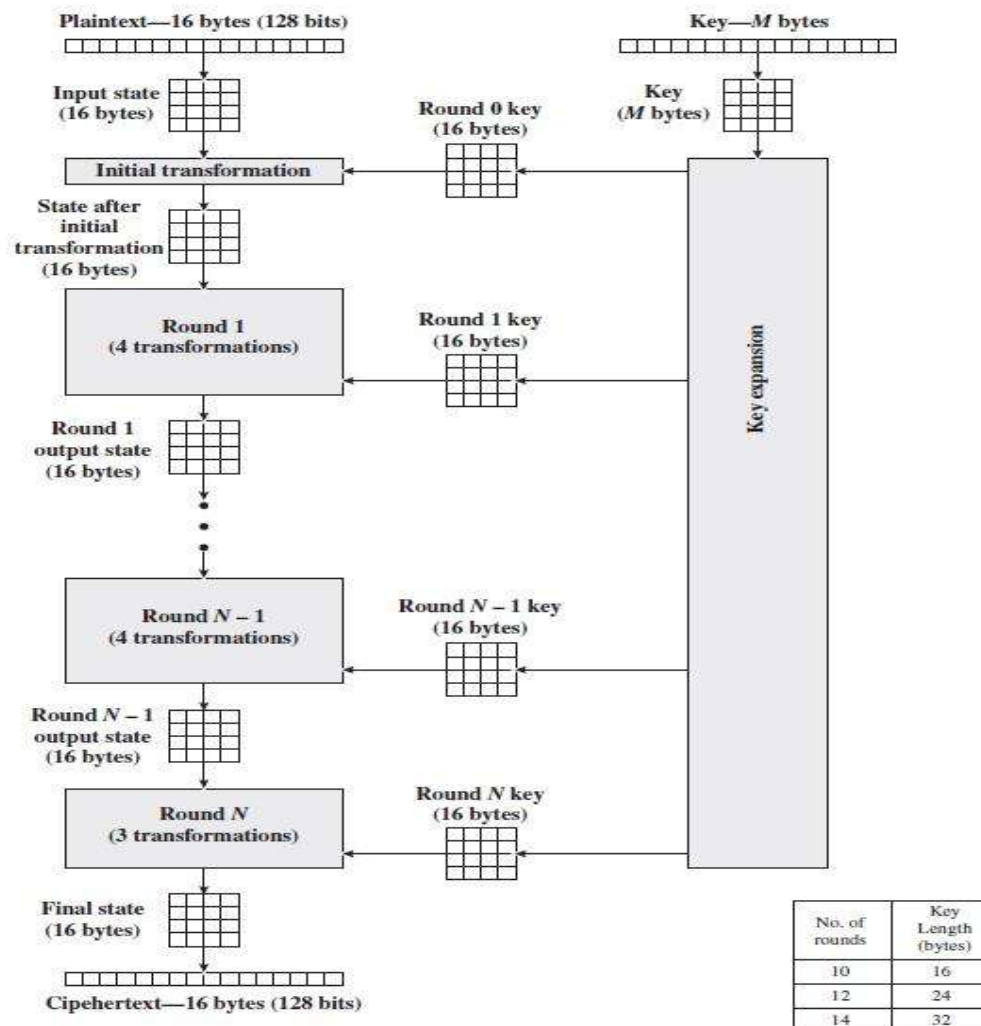 Plaintext—16 bytes (128 bits)
Key—M bytes
Input state
(16 bytes)
Key
(M bytes)
Round 0 key
(16 bytes)
Initial transformation
State after
initial
transformation
(16 bytes)
Round 1
(4 transformations)
Round 1 key
(16 bytes)
Key expansion
Round 1
output state
(16 bytes)
Round N – 1
(4 transformations)
Round N – 1 key
(16 bytes)
Round N – 1
output state
(16 bytes)
Round N
(3 transformations)
Round N key
(16 bytes)
Final state
(16 bytes)
Cipehertext—16 bytes (128 bits)
No. of
rounds
Key
Length
(bytes)
10 16
12 24
14 32